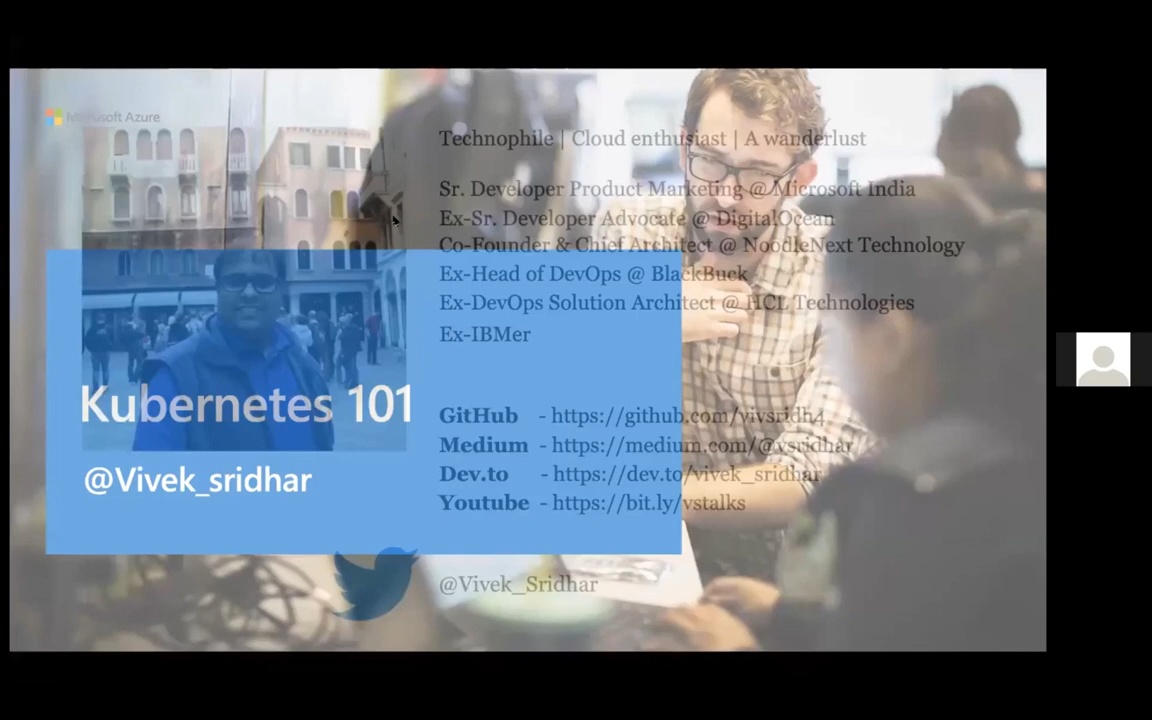 Microsoft Azure
Technophile | Cloud enthusiast | A wanderlust
Sr. Developer Product Marketing @ Microsoft India
Ex-Sr. Developer Advocate @ DigitalOcean
Co-Founder & Chief Architect @ NoodleNext Technology
Ex-Head of DevOps @ BlackBuck
Ex-DevOps Solution Architect @ HCL Technologies
Ex-IBMer
Kubernetes 101
@Vivek_sridhar
GitHub - https://github.com/vivsridh4
Medium - https://medium.com/@vsridhar
Dev.to - https://dev.to/vivek_sridhar
Youtube - https://bit.ly/vstalks
@Vivek_Sridhar